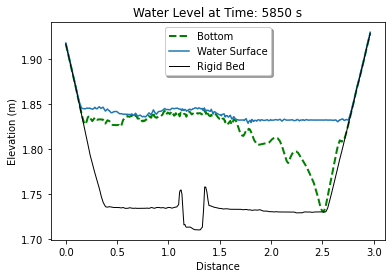 Water Level at Time: 5850 s
Bottom
Water Surface
Rigid Bed
Elevation (m)
1.90
1.85
1.80
1.75
1.70
0.0 0.5 1.0 1.5 2.0 2.5 3.0
Distance